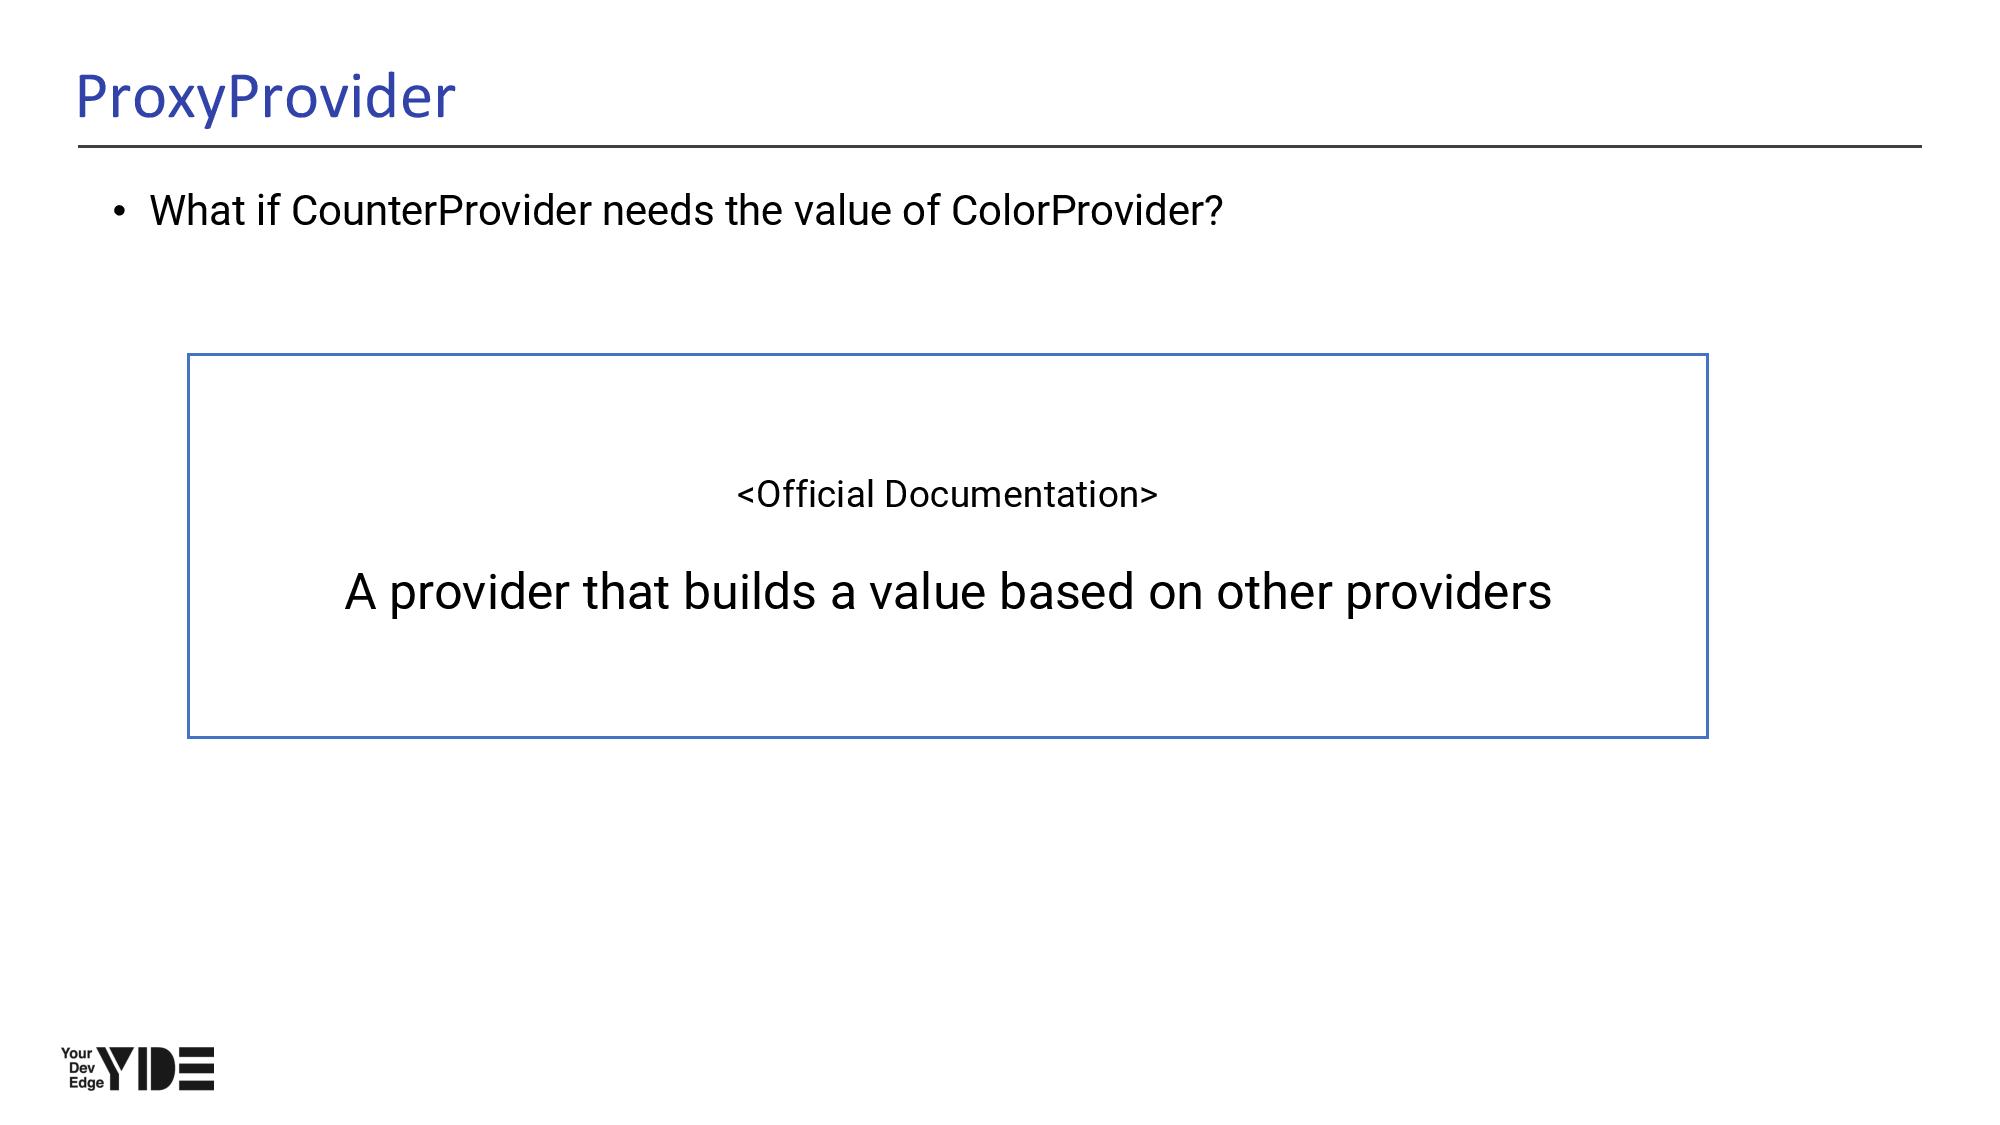 ProxyProvider
• What if CounterProvider needs the value of ColorProvider?
<Official Documentation>
A provider that builds a value based on other providers
Your
Dev
Edge
YDE